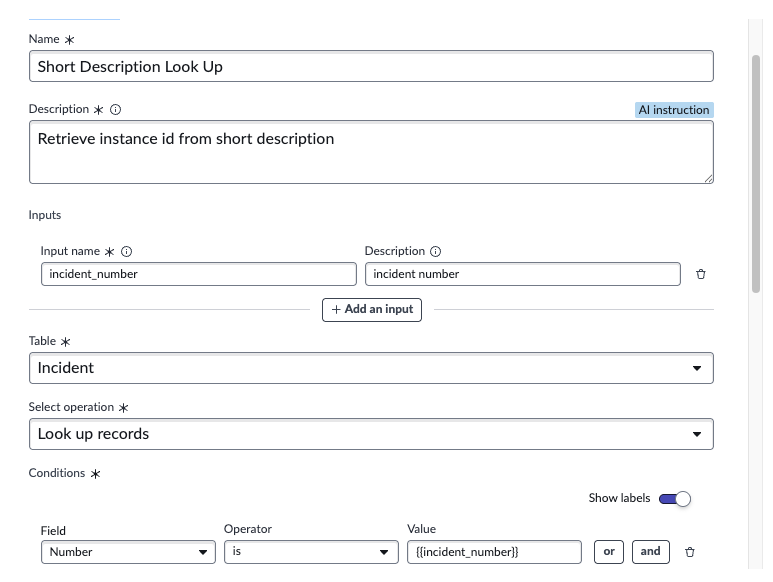 Name *
Short Description Look Up
Description *
AI instruction
Retrieve instance id from short description
Inputs
Input name * Description
incident_number incident number
+ Add an input
Table *
Incident
Select operation *
Look up records
Conditions *
Show labels
Field Operator Value
Number is {{incident_number}} or and